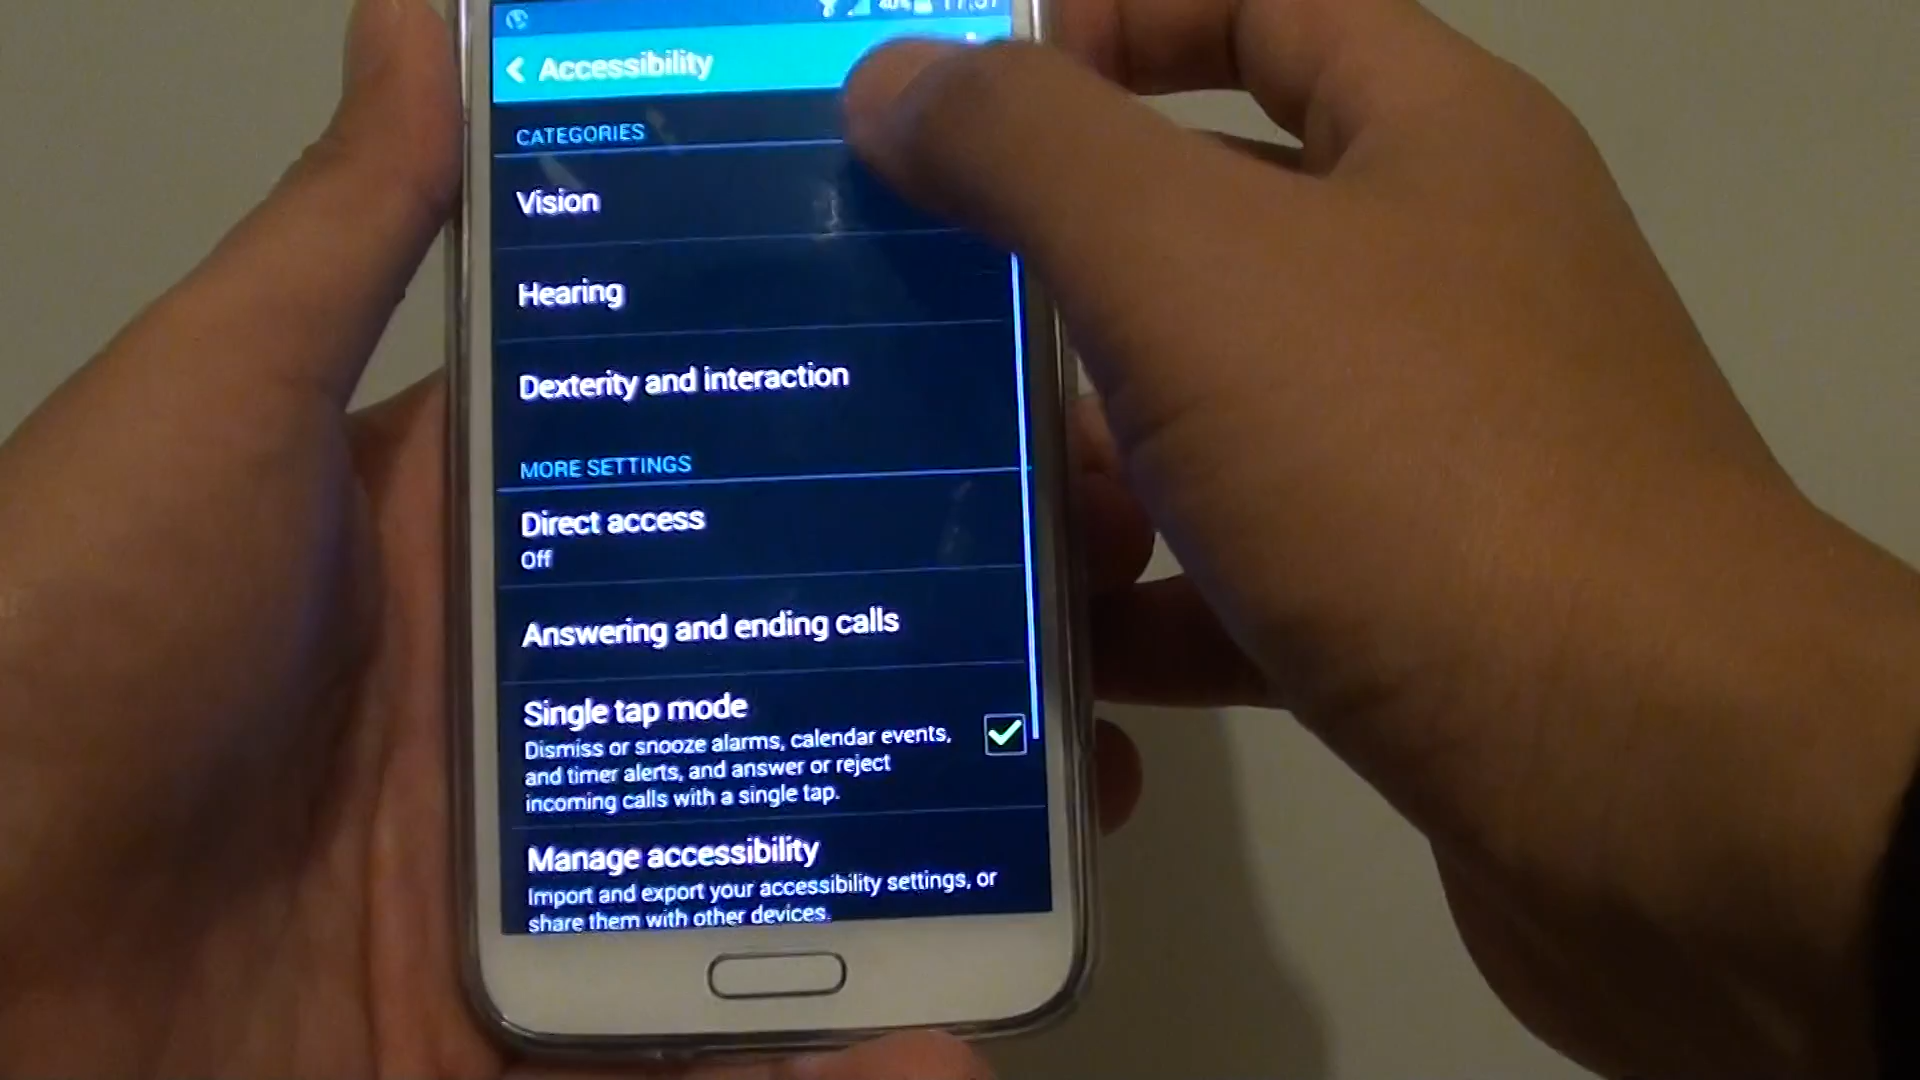 Accessibility
CATEGORIES
Vision
Hearing
Dexterity and interaction
MORE SETTINGS
Direct access
Off
Answering and ending calls
Single tap mode
Dismiss or snooze alarms, calendar events,
and timer alerts, and answer or reject
incoming calls with a single tap.
Manage accessibility
Import and export your accessibility settings, or
share them with other devices.